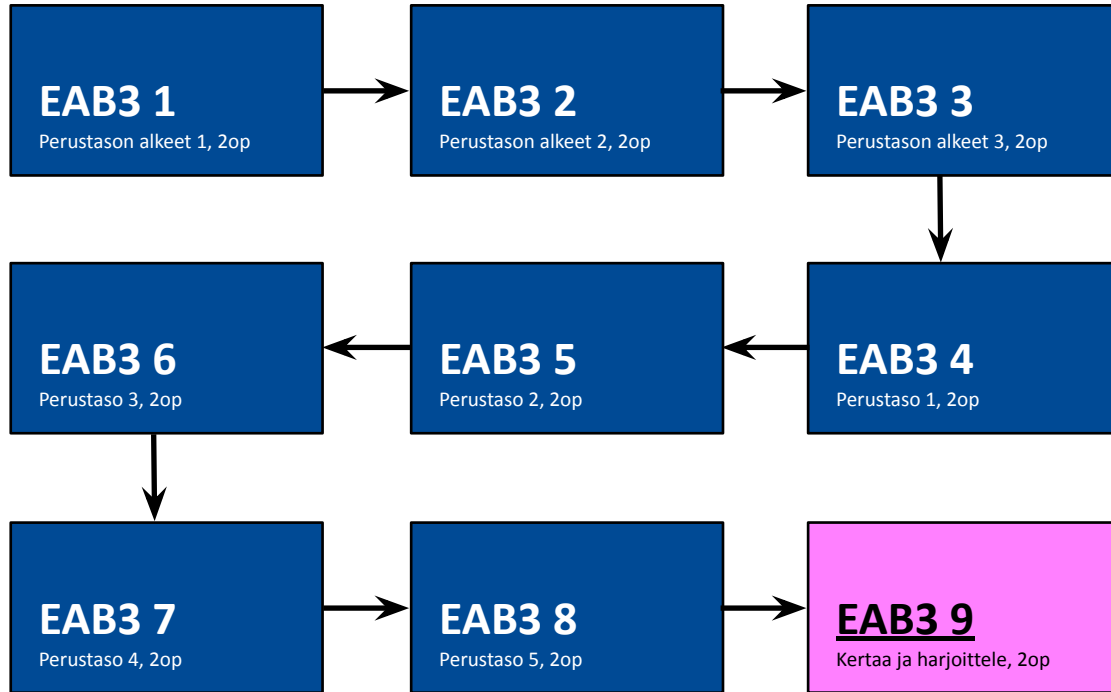 EAB3 1
Perustason alkeet 1, 2op
EAB3 2
Perustason alkeet 2, 2op
EAB3 3
Perustason alkeet 3, 2op
EAB3 4
Perustaso 1, 2op
EAB3 5
Perustaso 2, 2op
EAB3 6
Perustaso 3, 2op
EAB3 7
Perustaso 4, 2op
EAB3 8
Perustaso 5, 2op
EAB3 9
Kertaa ja harjoittele, 2op